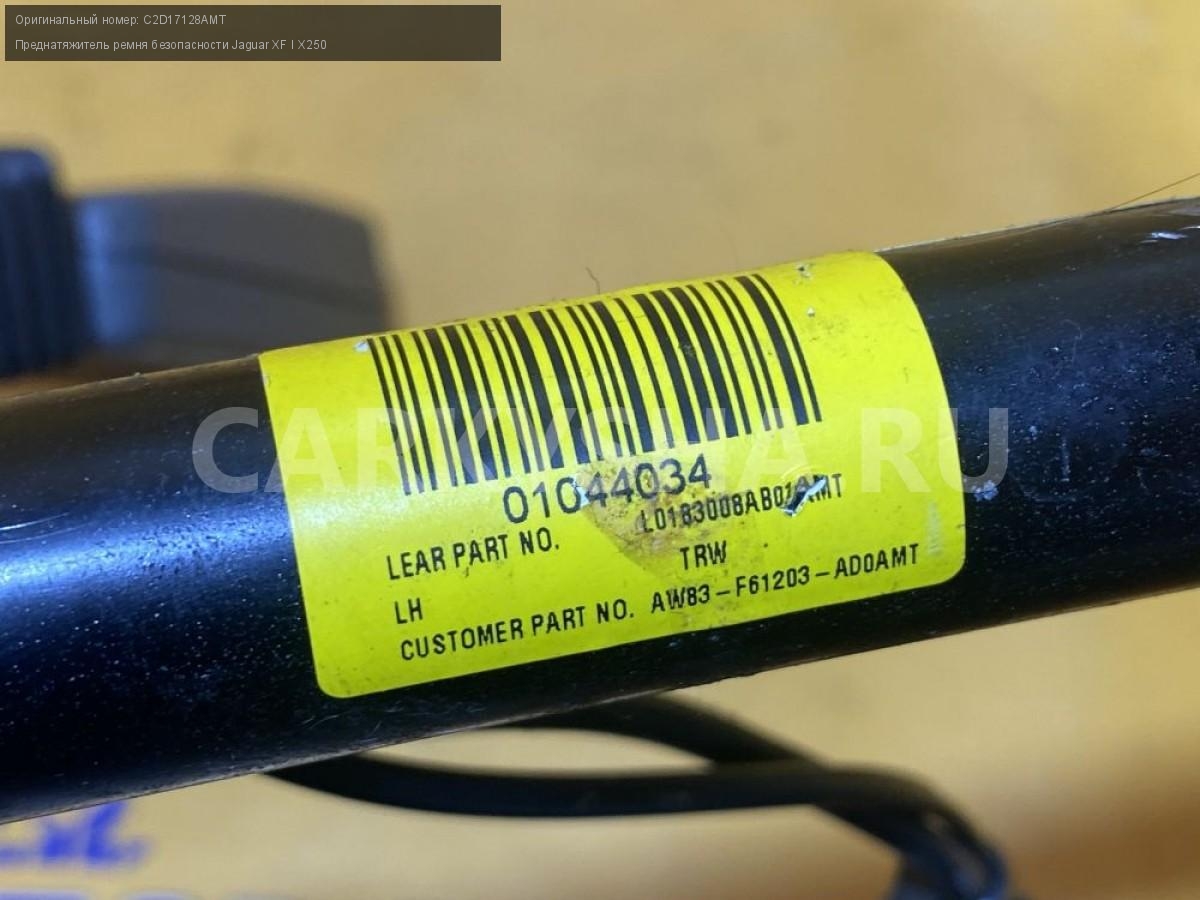 Оригинальный номер: C2D17128AMT
Преднатяжитель ремня безопасности Jaguar XF I X250
CARKYSHA.RU
01044034
LEAR PART NO. L0183008AB01AMT
LH TRW
CUSTOMER PART NO. AW83-F61203-AD0AMT